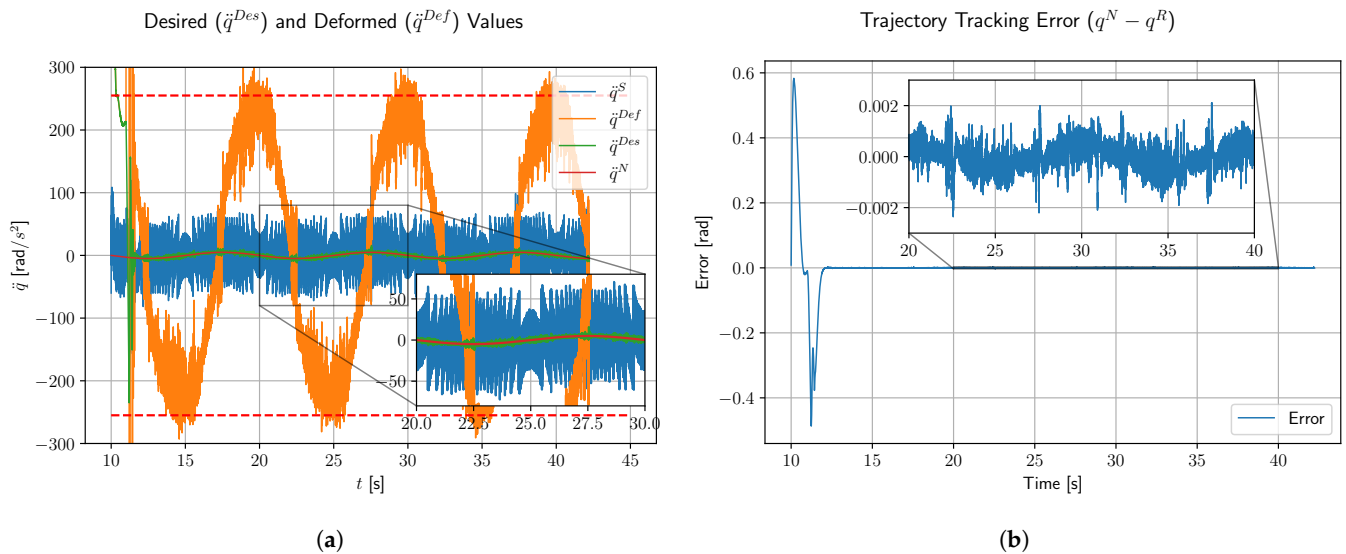 Desired (q̈^Des) and Deformed (q̈^Def) Values
300
200
100
0
−100
−200
−300
q̈ [rad/s²]
q̈^S
q̈^Def
q̈^Des
q̈^N
50
0
−50
20.0 22.5 25.0 27.5 30.0
10 15 20 25 30 35 40 45
t [s]
(a)
Trajectory Tracking Error (q^N − q^R)
0.6
0.4
0.2
0.0
−0.2
−0.4
Error [rad]
0.002
0.000
−0.002
20 25 30 35 40
Error
10 15 20 25 30 35 40
Time [s]
(b)